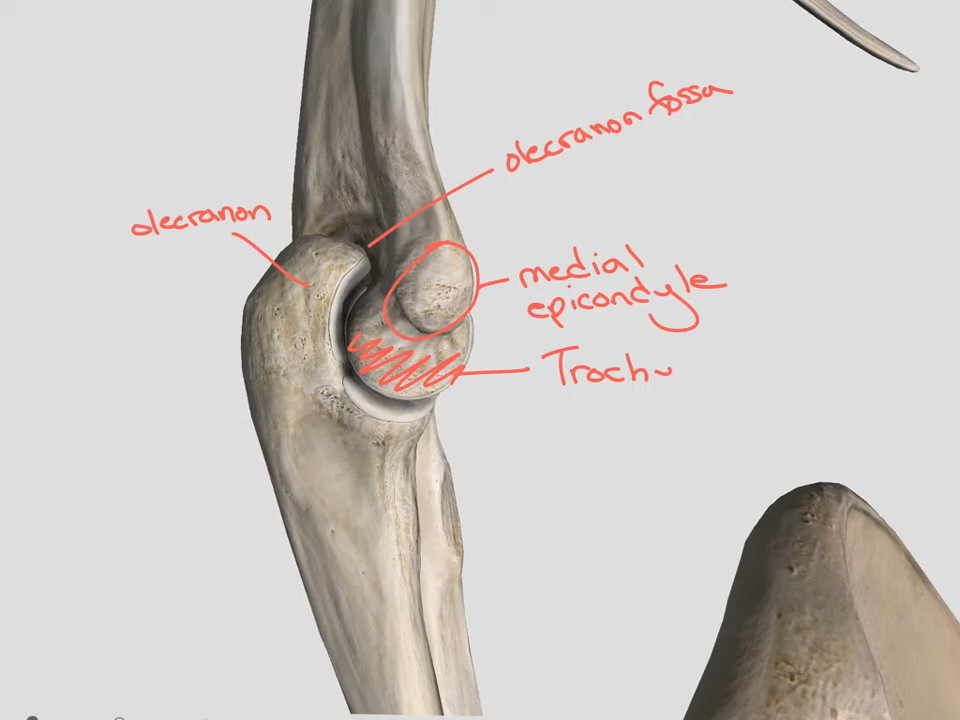 olecranon fossa
olecranon
medial
epicondyle
Troch